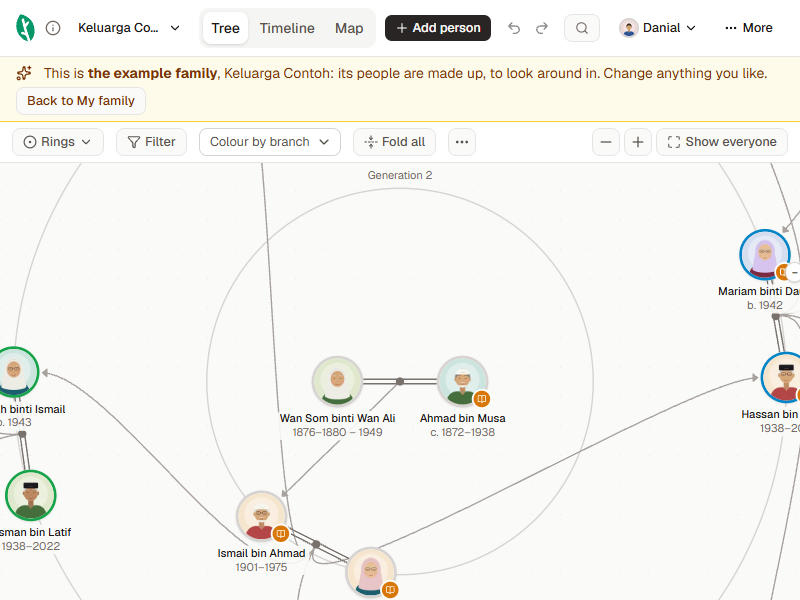 Keluarga Co...
Tree
Timeline
Map
+ Add person
Danial
More
This is the example family, Keluarga Contoh: its people are made up, to look around in. Change anything you like.
Back to My family
Rings
Filter
Colour by branch
Fold all
Show everyone
Generation 2
Mariam binti Da
b. 1942
h binti Ismail
b. 1943
Wan Som binti Wan Ali
1876–1880 – 1949
Ahmad bin Musa
c. 1872–1938
Hassan bin
1938–20
sman bin Latif
1938–2022
Ismail bin Ahmad
1901–1975